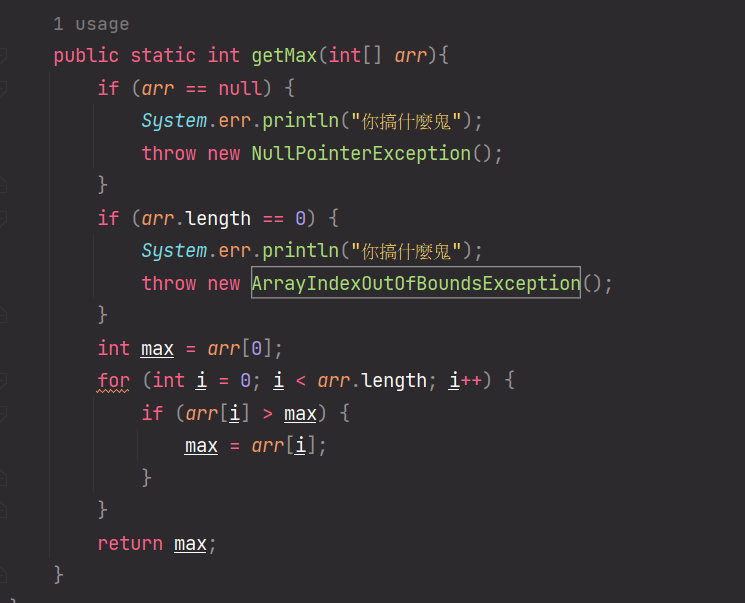 1 usage
public static int getMax(int[] arr){
if (arr == null) {
System.err.println("你搞什麼鬼");
throw new NullPointerException();
}
if (arr.length == 0) {
System.err.println("你搞什麼鬼");
throw new ArrayIndexOutOfBoundsException();
}
int max = arr[0];
for (int i = 0; i < arr.length; i++) {
if (arr[i] > max) {
max = arr[i];
}
}
return max;
}